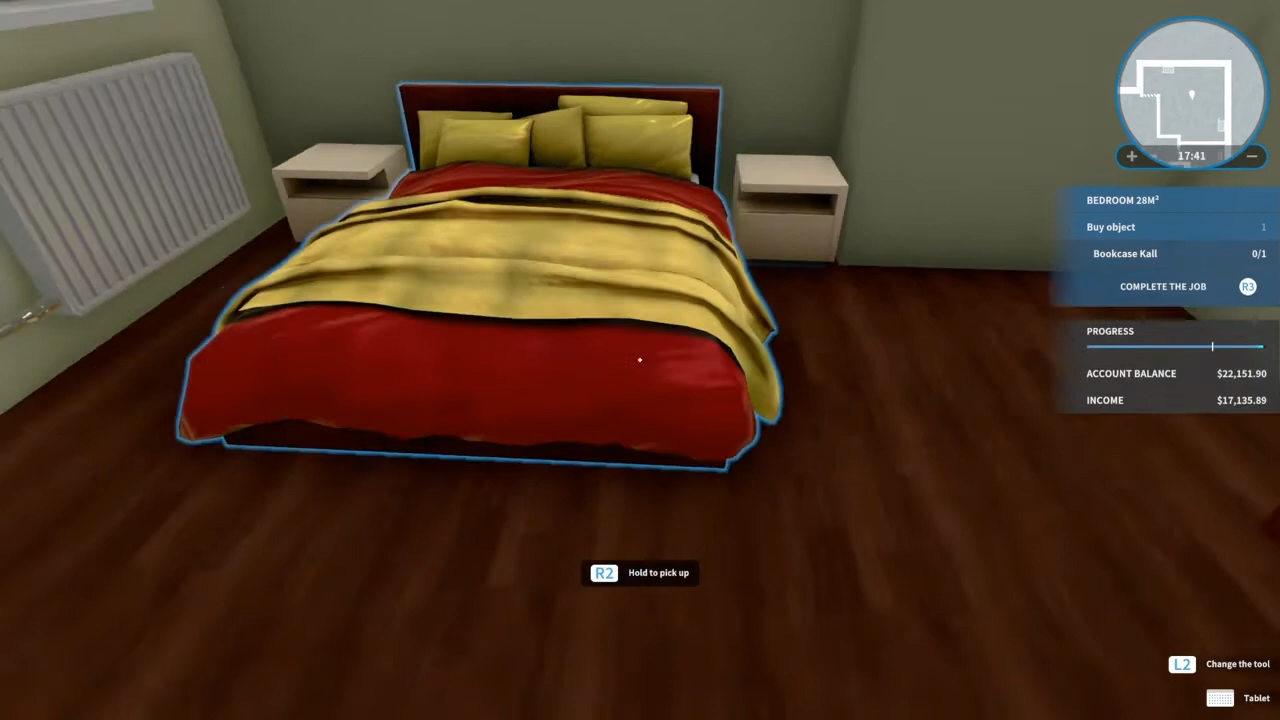 + 17:41 −
BEDROOM 28M²
Buy object 1
Bookcase Kall 0/1
COMPLETE THE JOB R3
PROGRESS
ACCOUNT BALANCE $22,151.90
INCOME $17,135.89
R2 Hold to pick up
L2 Change the tool
Tablet